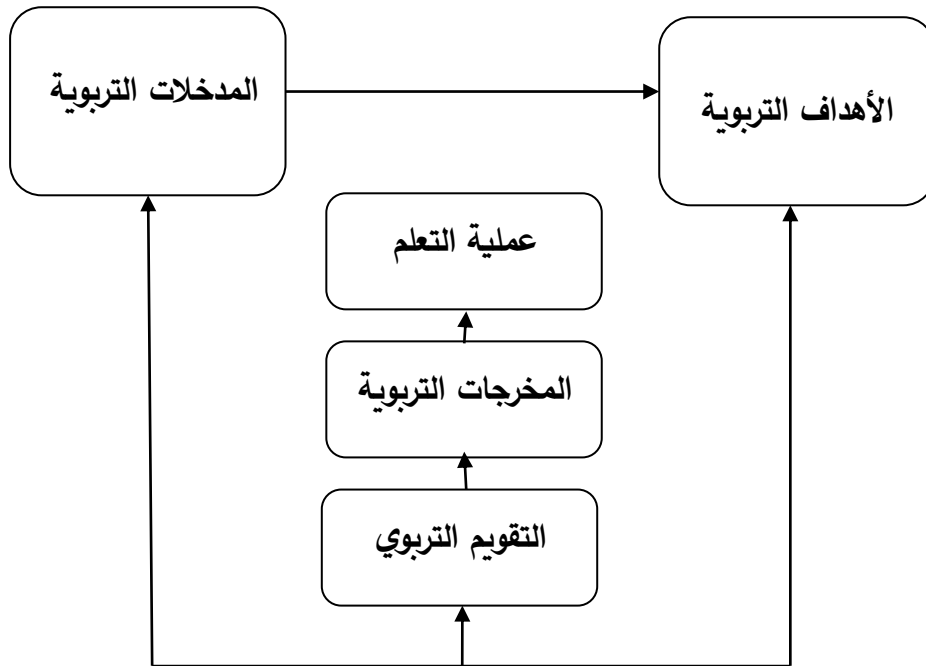 الأهداف التربوية
المدخلات التربوية
عملية التعلم
المخرجات التربوية
التقويم التربوي